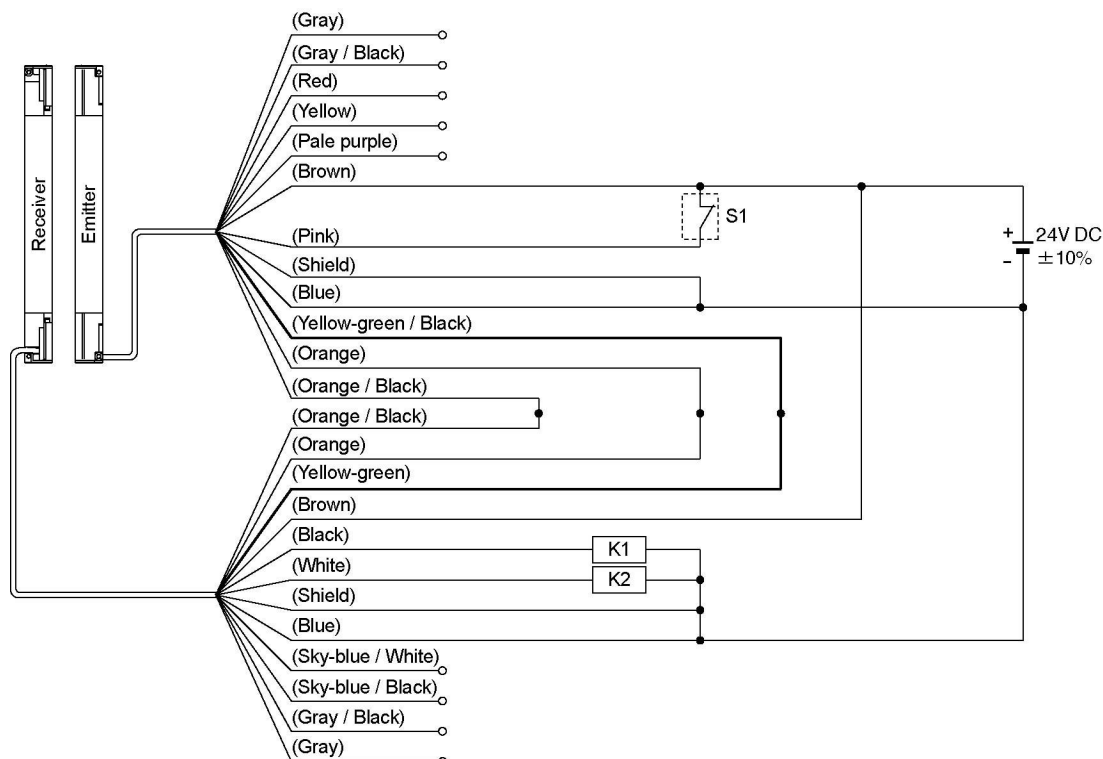 (Gray)
(Gray / Black)
(Red)
(Yellow)
(Pale purple)
(Brown)
S1
(Pink)
+ 24V DC
- ±10%
(Shield)
(Blue)
(Yellow-green / Black)
(Orange)
(Orange / Black)
(Orange / Black)
(Orange)
(Yellow-green)
(Brown)
(Black)
K1
(White)
K2
(Shield)
(Blue)
(Sky-blue / White)
(Sky-blue / Black)
(Gray / Black)
(Gray)
Receiver
Emitter